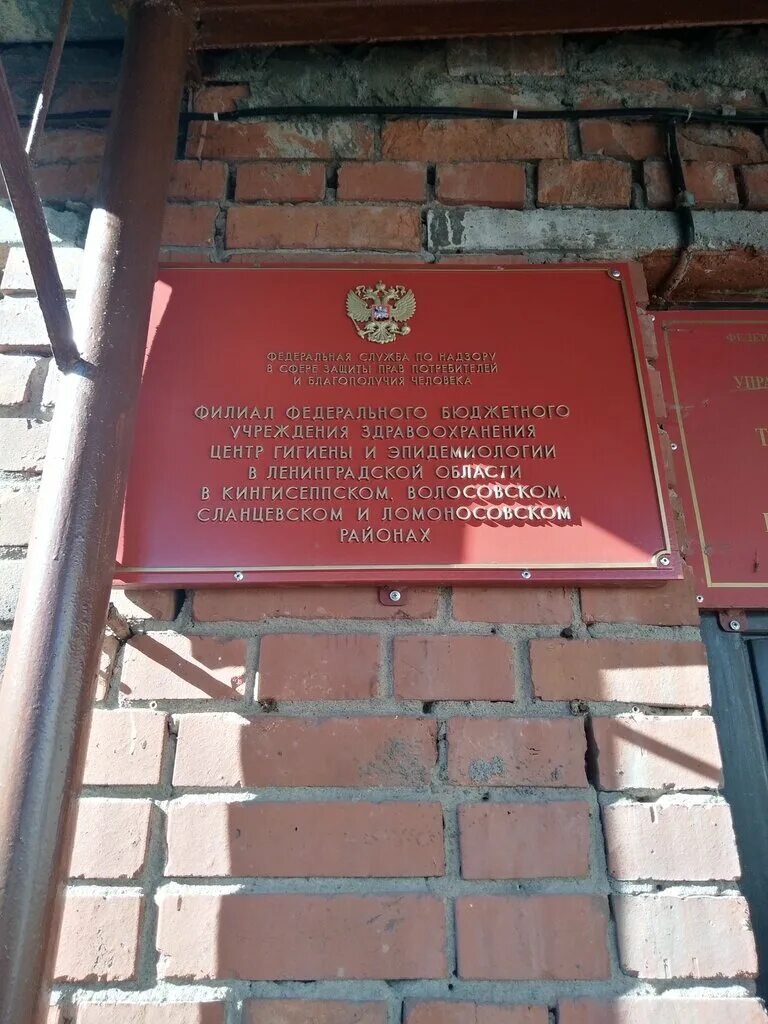 ФЕДЕРАЛЬНАЯ СЛУЖБА ПО НАДЗОРУ
В СФЕРЕ ЗАЩИТЫ ПРАВ ПОТРЕБИТЕЛЕЙ
И БЛАГОПОЛУЧИЯ ЧЕЛОВЕКА
ФИЛИАЛ ФЕДЕРАЛЬНОГО БЮДЖЕТНОГО
УЧРЕЖДЕНИЯ ЗДРАВООХРАНЕНИЯ
ЦЕНТР ГИГИЕНЫ И ЭПИДЕМИОЛОГИИ
В ЛЕНИНГРАДСКОЙ ОБЛАСТИ
В КИНГИСЕППСКОМ, ВОЛОСОВСКОМ,
СЛАНЦЕВСКОМ И ЛОМОНОСОВСКОМ
РАЙОНАХ